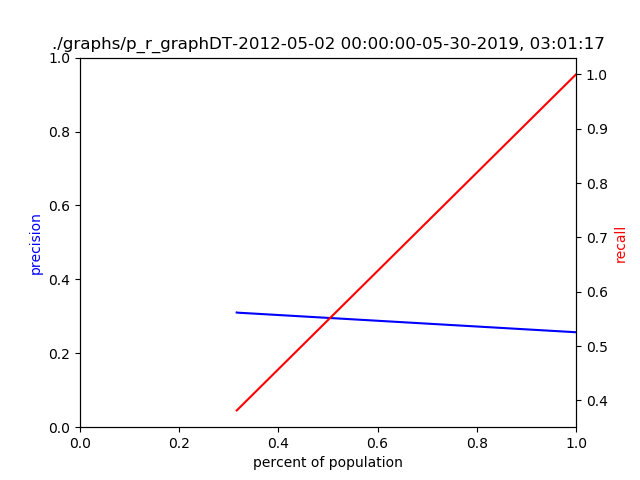 ./graphs/p_r_graphDT-2012-05-02 00:00:00-05-30-2019, 03:01:17
1.0
0.8
0.6
0.4
0.2
0.0
precision
0.0 0.2 0.4 0.6 0.8 1.0
percent of population
1.0
0.9
0.8
0.7
0.6
0.5
0.4
recall